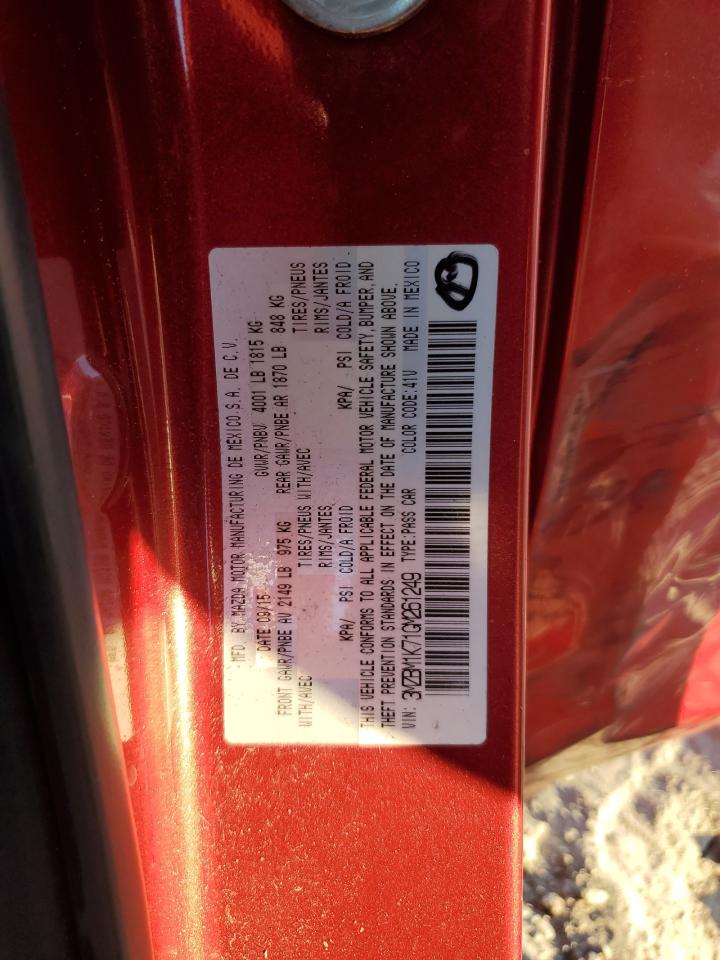 MFD. BY MAZDA MOTOR MANUFACTURING DE MEXICO S.A. DE C.V.
DATE 09/15 GVWR/PNBV 4001 LB 1815 KG
FRONT GAWR/PNBE AV 2149 LB 975 KG REAR GAWR/PNBE AR 1870 LB 848 KG
WITH/AVEC TIRES/PNEUS WITH/AVEC TIRES/PNEUS
RIMS/JANTES RIMS/JANTES
KPA/ PSI COLD/A FROID KPA/ PSI COLD/A FROID.
THIS VEHICLE CONFORMS TO ALL APPLICABLE FEDERAL MOTOR VEHICLE SAFETY, BUMPER, AND
THEFT PREVENTION STANDARDS IN EFFECT ON THE DATE OF MANUFACTURE SHOWN ABOVE.
VIN: 3MZBM1K71GM261249 TYPE:PASS CAR COLOR CODE:41V MADE IN MEXICO